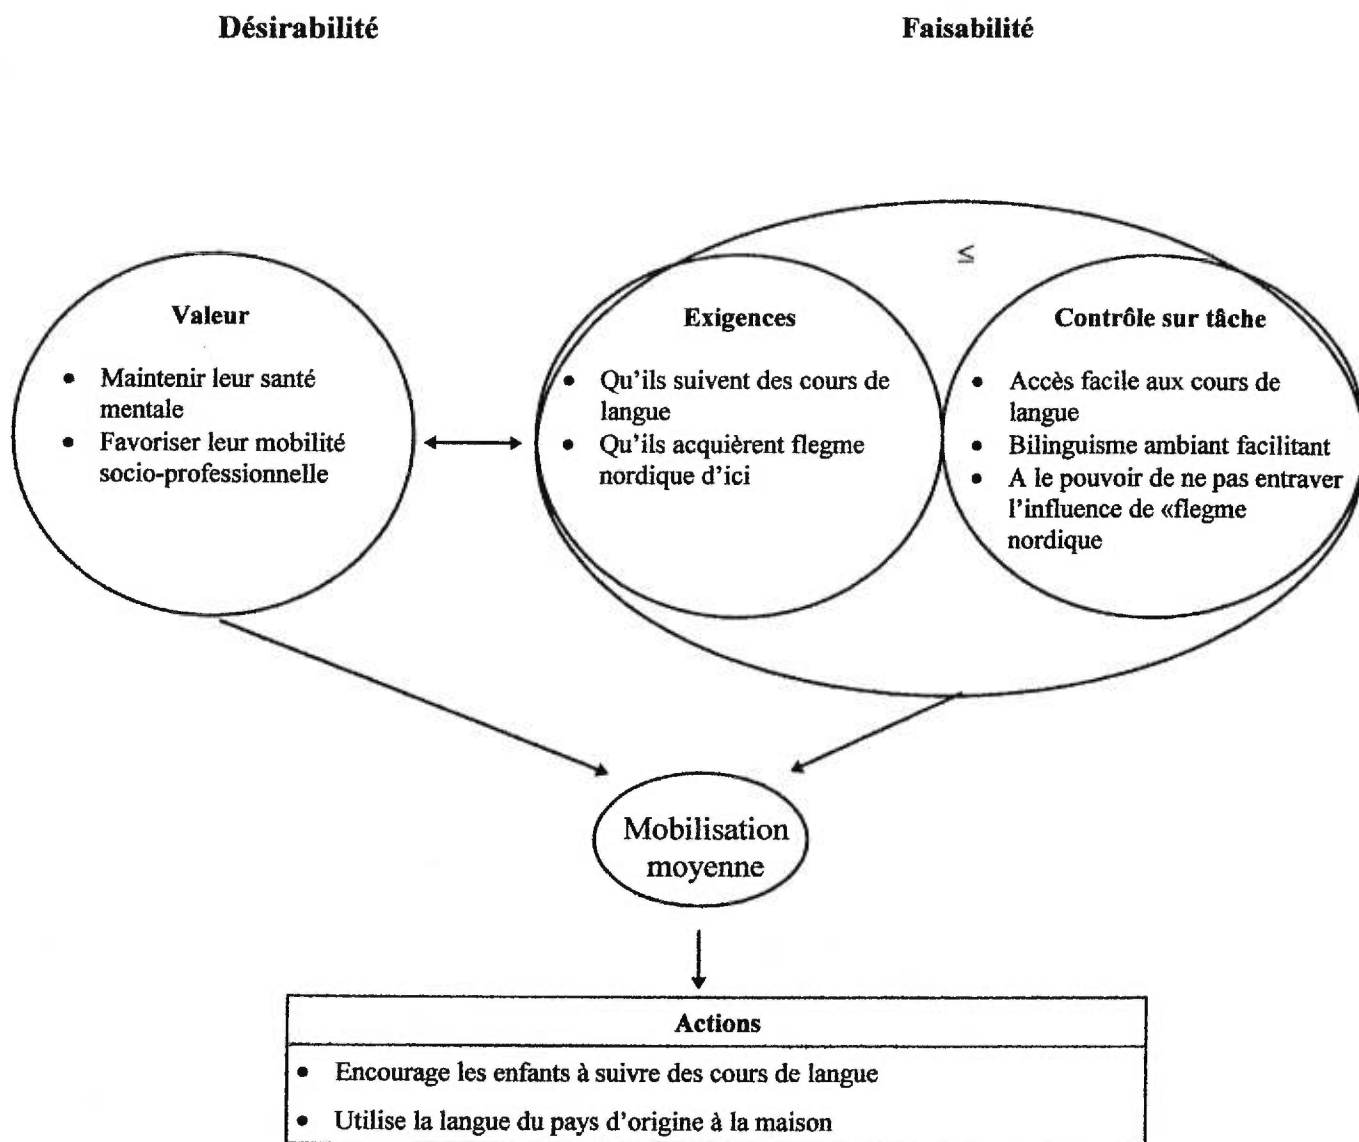 Désirabilité
Faisabilité
≤
Valeur
• Maintenir leur santé
mentale
• Favoriser leur mobilité
socio-professionnelle
Exigences
• Qu'ils suivent des cours de
langue
• Qu'ils acquièrent flegme
nordique d'ici
Contrôle sur tâche
• Accès facile aux cours de
langue
• Bilinguisme ambiant facilitant
• A le pouvoir de ne pas entraver
l'influence de «flegme
nordique
Mobilisation
moyenne
Actions
• Encourage les enfants à suivre des cours de langue
• Utilise la langue du pays d'origine à la maison